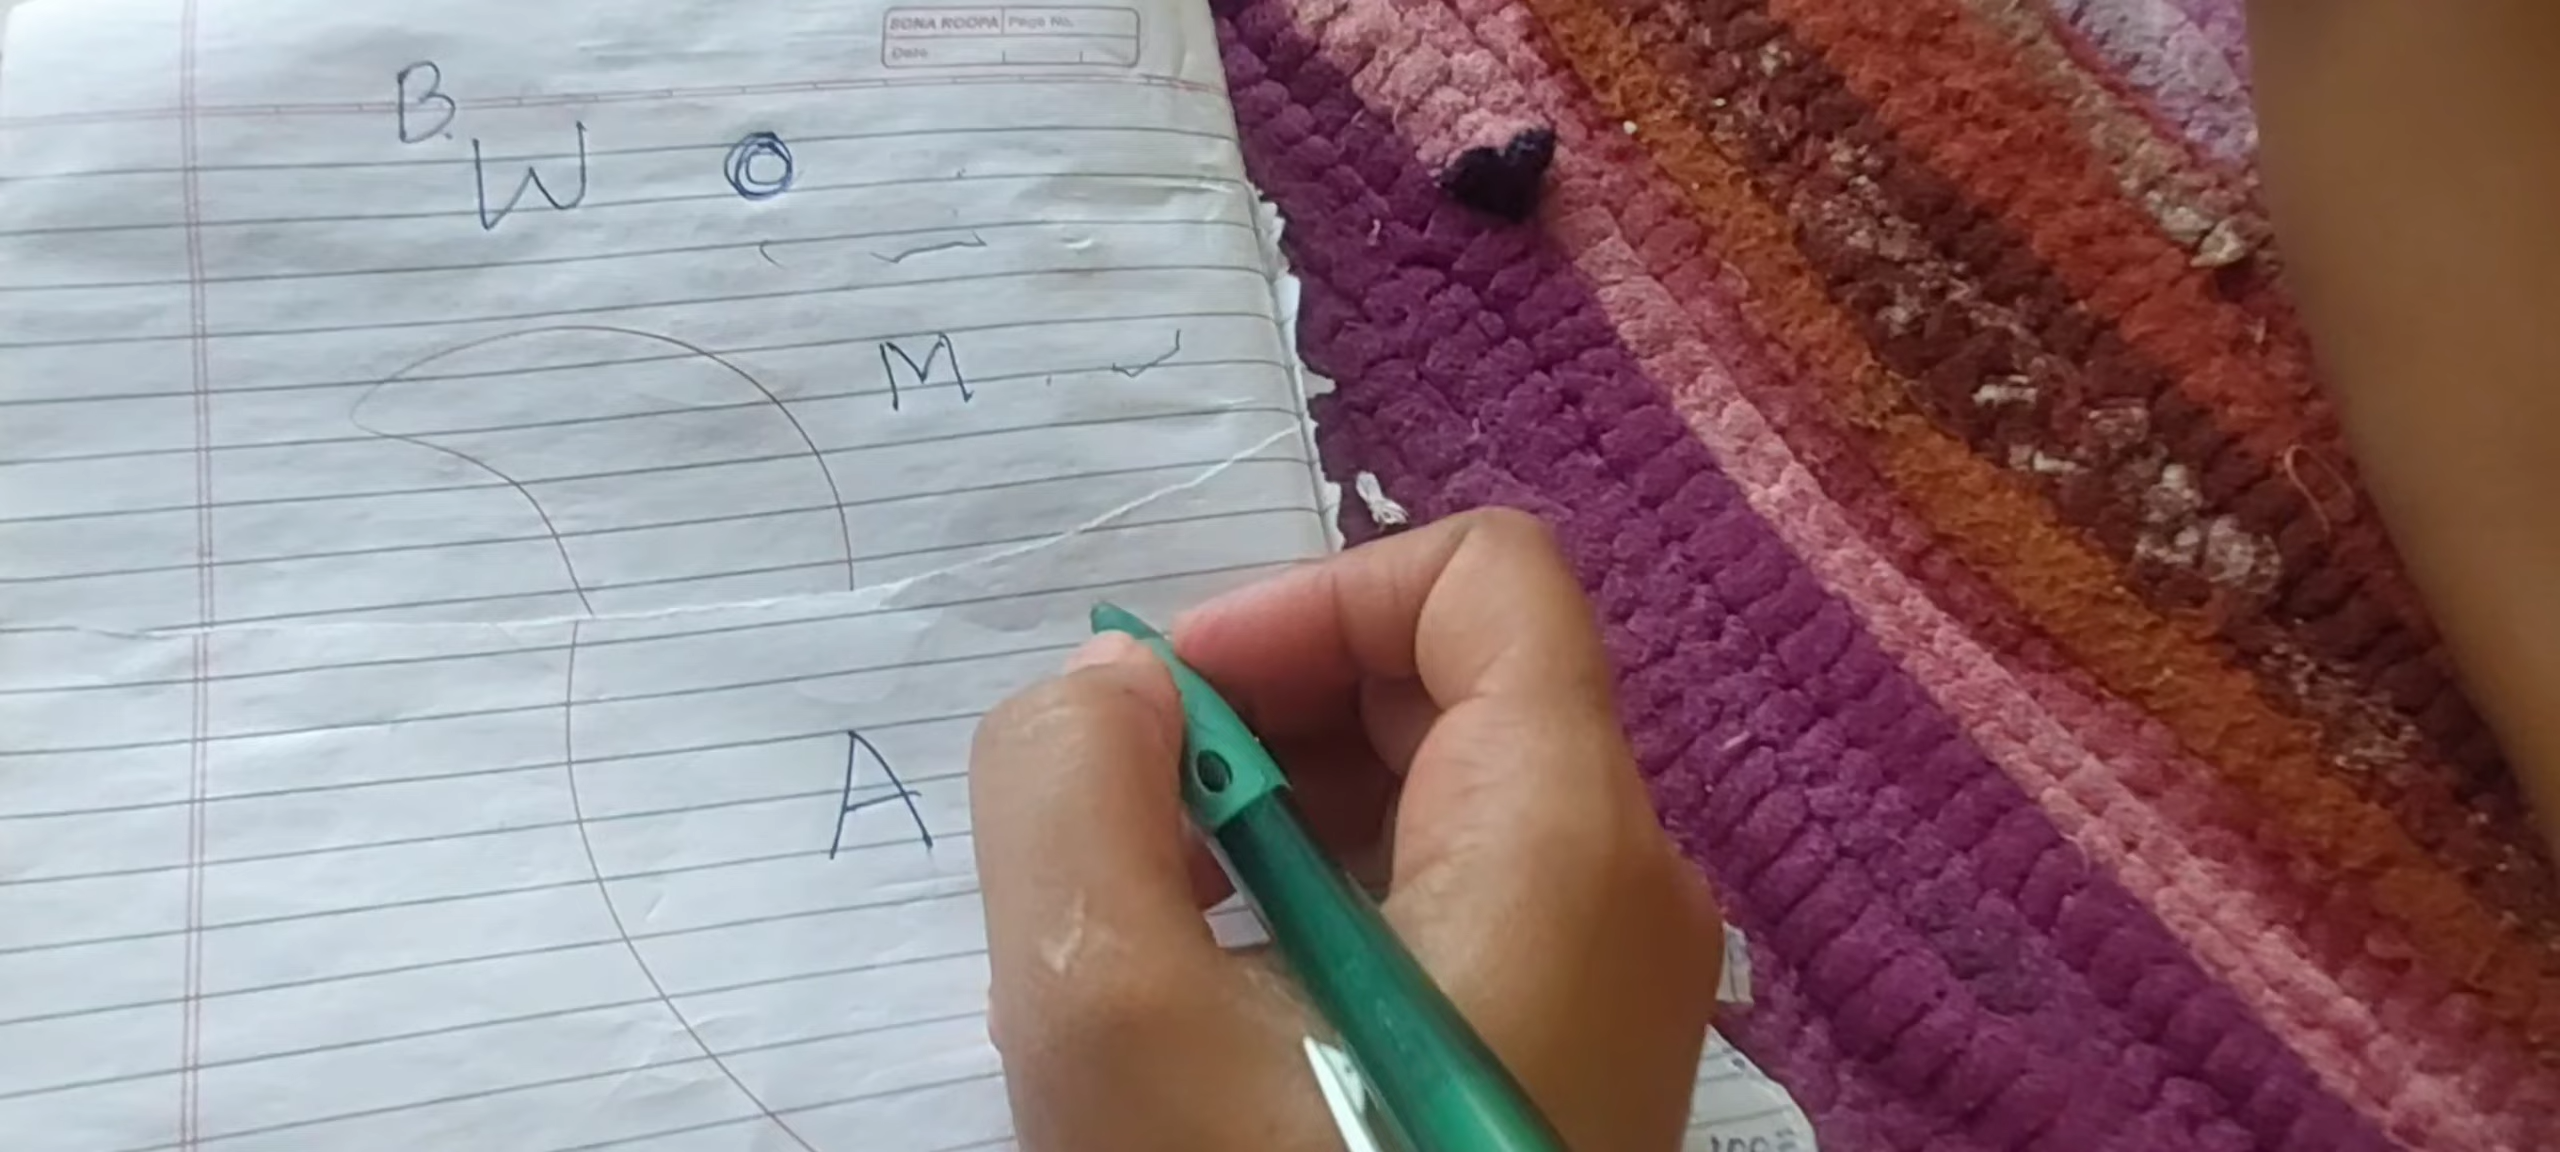 SONA ROOPA Page No.
Date
B.
W O
M
A